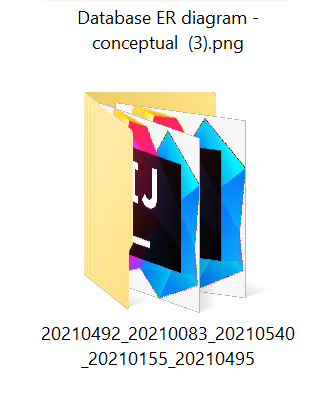 Database ER diagram -
conceptual (3).png
IJ
20210492_20210083_20210540
_20210155_20210495